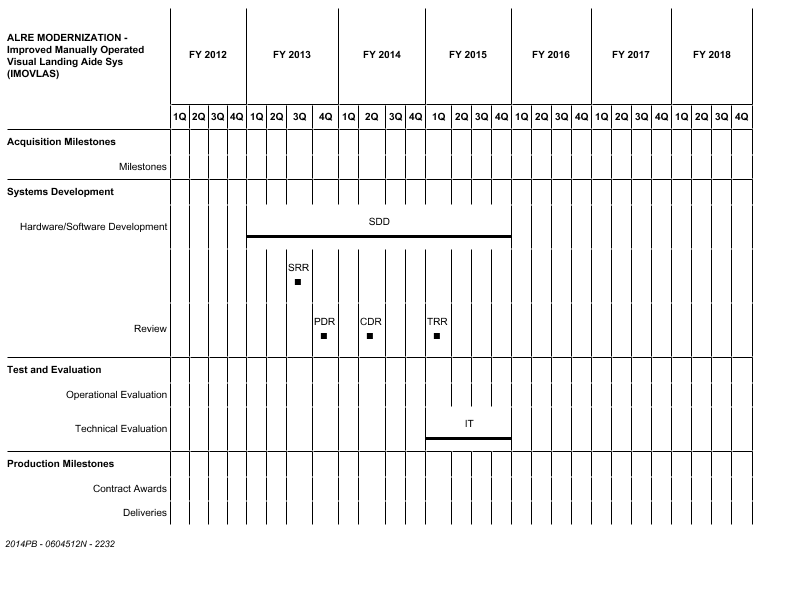 ALRE MODERNIZATION -
Improved Manually Operated
Visual Landing Aide Sys
(IMOVLAS)
FY 2012 FY 2013 FY 2014 FY 2015 FY 2016 FY 2017 FY 2018
1Q 2Q 3Q 4Q 1Q 2Q 3Q 4Q 1Q 2Q 3Q 4Q 1Q 2Q 3Q 4Q 1Q 2Q 3Q 4Q 1Q 2Q 3Q 4Q 1Q 2Q 3Q 4Q
Acquisition Milestones
Milestones
Systems Development
SDD
Hardware/Software Development
SRR
PDR CDR TRR
Review
Test and Evaluation
Operational Evaluation
IT
Technical Evaluation
Production Milestones
Contract Awards
Deliveries
2014PB - 0604512N - 2232